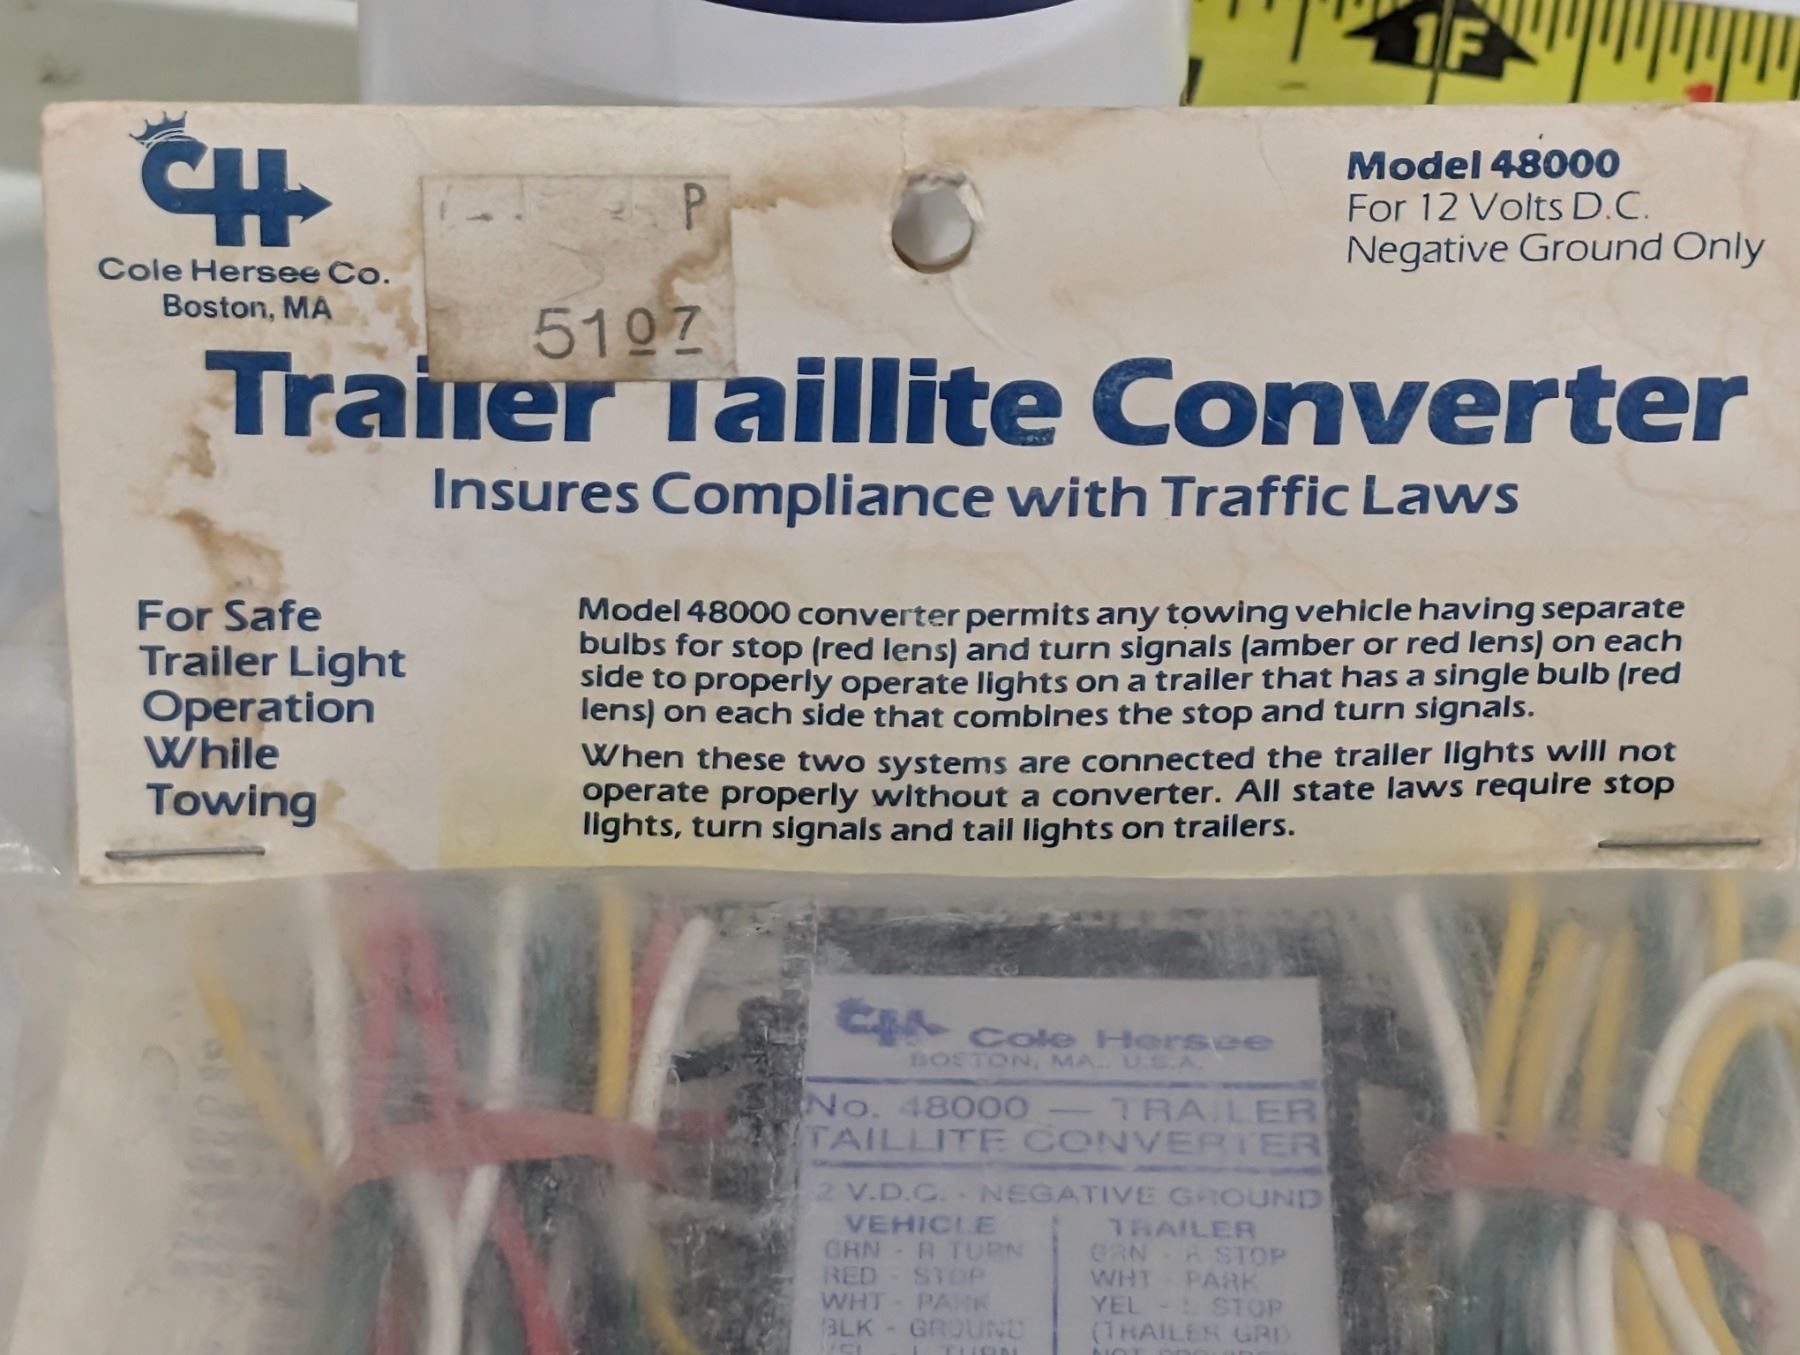 1F
CH
Cole Hersee Co.
Boston, MA
P
5107
Model 48000
For 12 Volts D.C.
Negative Ground Only
Trailer Taillite Converter
Insures Compliance with Traffic Laws
For Safe
Trailer Light
Operation
While
Towing
Model 48000 converter permits any towing vehicle having separate
bulbs for stop (red lens) and turn signals (amber or red lens) on each
side to properly operate lights on a trailer that has a single bulb (red
lens) on each side that combines the stop and turn signals.
When these two systems are connected the trailer lights will not
operate properly without a converter. All state laws require stop
lights, turn signals and tail lights on trailers.
CH Cole Hersee
BOSTON, MA., U.S.A.
No. 48000 — TRAILER
TAILLITE CONVERTER
2 V.D.C. - NEGATIVE GROUND
VEHICLE
GRN - R TURN
RED - STOP
WHT - PARK
BLK - GROUND
YEL - L TURN
TRAILER
GRN - R STOP
WHT - PARK
YEL - L STOP
(TRAILER GRD